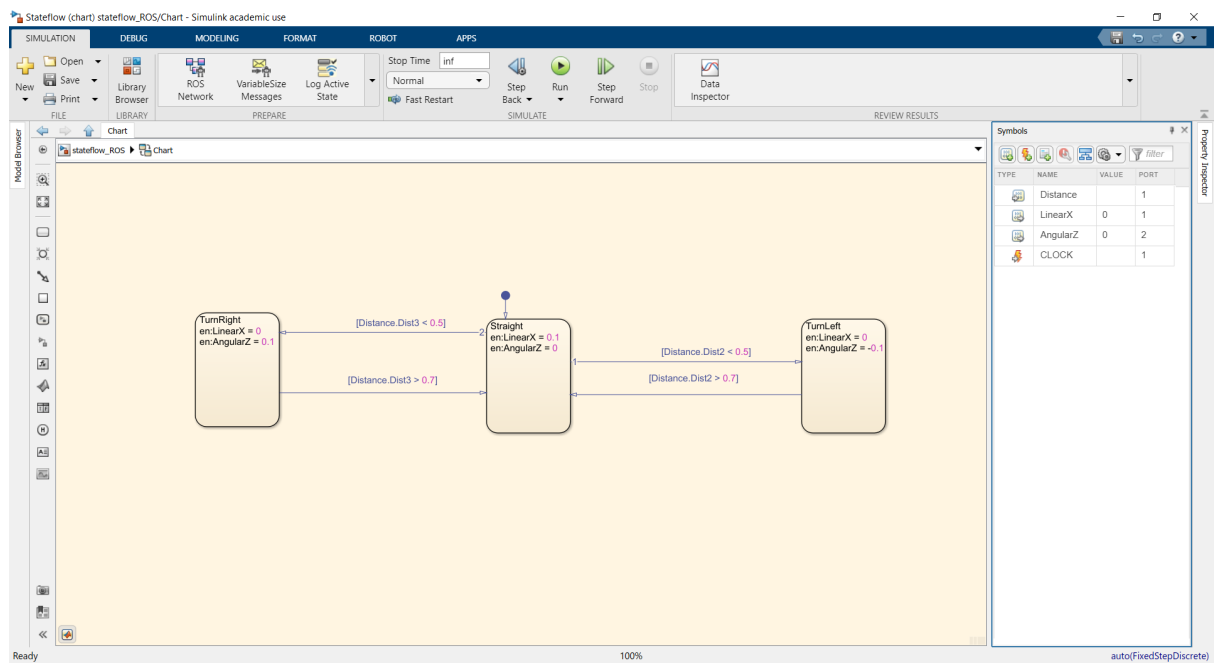 Stateflow (chart) stateflow_ROS/Chart - Simulink academic use
SIMULATION DEBUG MODELING FORMAT ROBOT APPS
New
Open
Save
Print
FILE
Library Browser
LIBRARY
ROS Network
VariableSize Messages
Log Active State
PREPARE
Stop Time inf
Normal
Fast Restart
Step Back
Run
Step Forward
Stop
SIMULATE
Data Inspector
REVIEW RESULTS
Model Browser
Chart
stateflow_ROS Chart
Symbols
filter
TYPE NAME VALUE PORT
Distance 1
LinearX 0 1
AngularZ 0 2
CLOCK 1
Property Inspector
TurnRight
en:LinearX = 0
en:AngularZ = 0.1
[Distance.Dist3 < 0.5]
2
[Distance.Dist3 > 0.7]
Straight
en:LinearX = 0.1
en:AngularZ = 0
1
[Distance.Dist2 < 0.5]
[Distance.Dist2 > 0.7]
TurnLeft
en:LinearX = 0
en:AngularZ = -0.1
Ready 100% auto(FixedStepDiscrete)